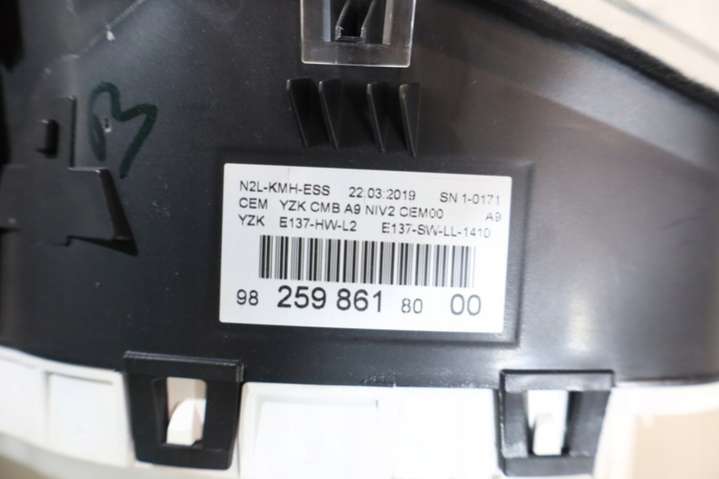 B
N2L-KMH-ESS 22.03.2019 SN 1-0171
CEM YZK CMB A9 NIV2 CEM00 A9
YZK E137-HW-L2 E137-SW-LL-1410
98 259 861 80 00